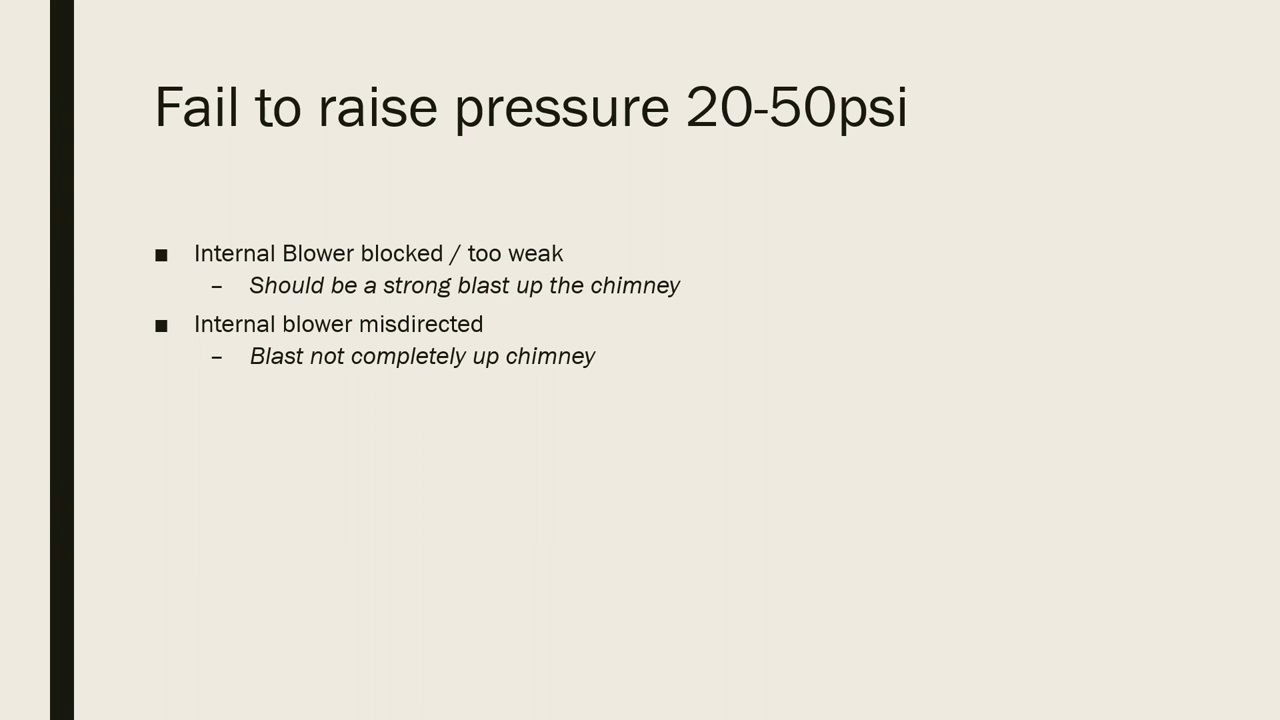 Fail to raise pressure 20-50psi
■ Internal Blower blocked / too weak
– Should be a strong blast up the chimney
■ Internal blower misdirected
– Blast not completely up chimney